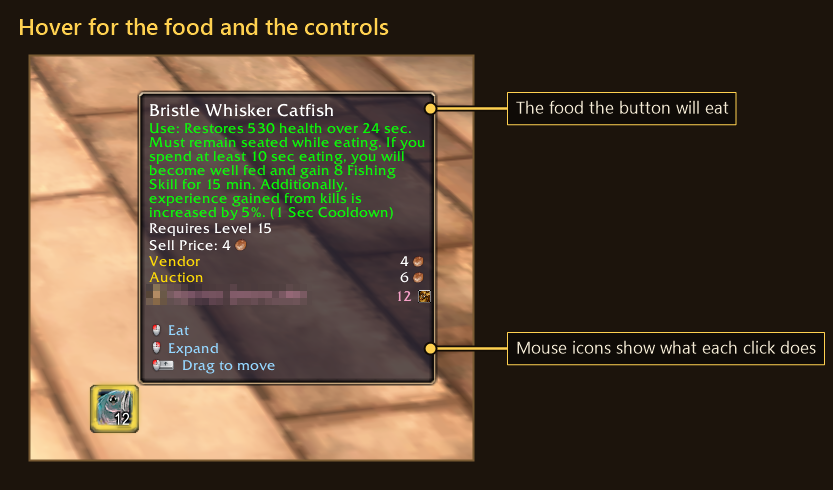 Hover for the food and the controls
Bristle Whisker Catfish
Use: Restores 530 health over 24 sec.
Must remain seated while eating. If you
spend at least 10 sec eating, you will
become well fed and gain 8 Fishing
Skill for 15 min. Additionally,
experience gained from kills is
increased by 5%. (1 Sec Cooldown)
Requires Level 15
Sell Price: 4
Vendor 4
Auction 6
12
Eat
Expand
Drag to move
12
The food the button will eat
Mouse icons show what each click does